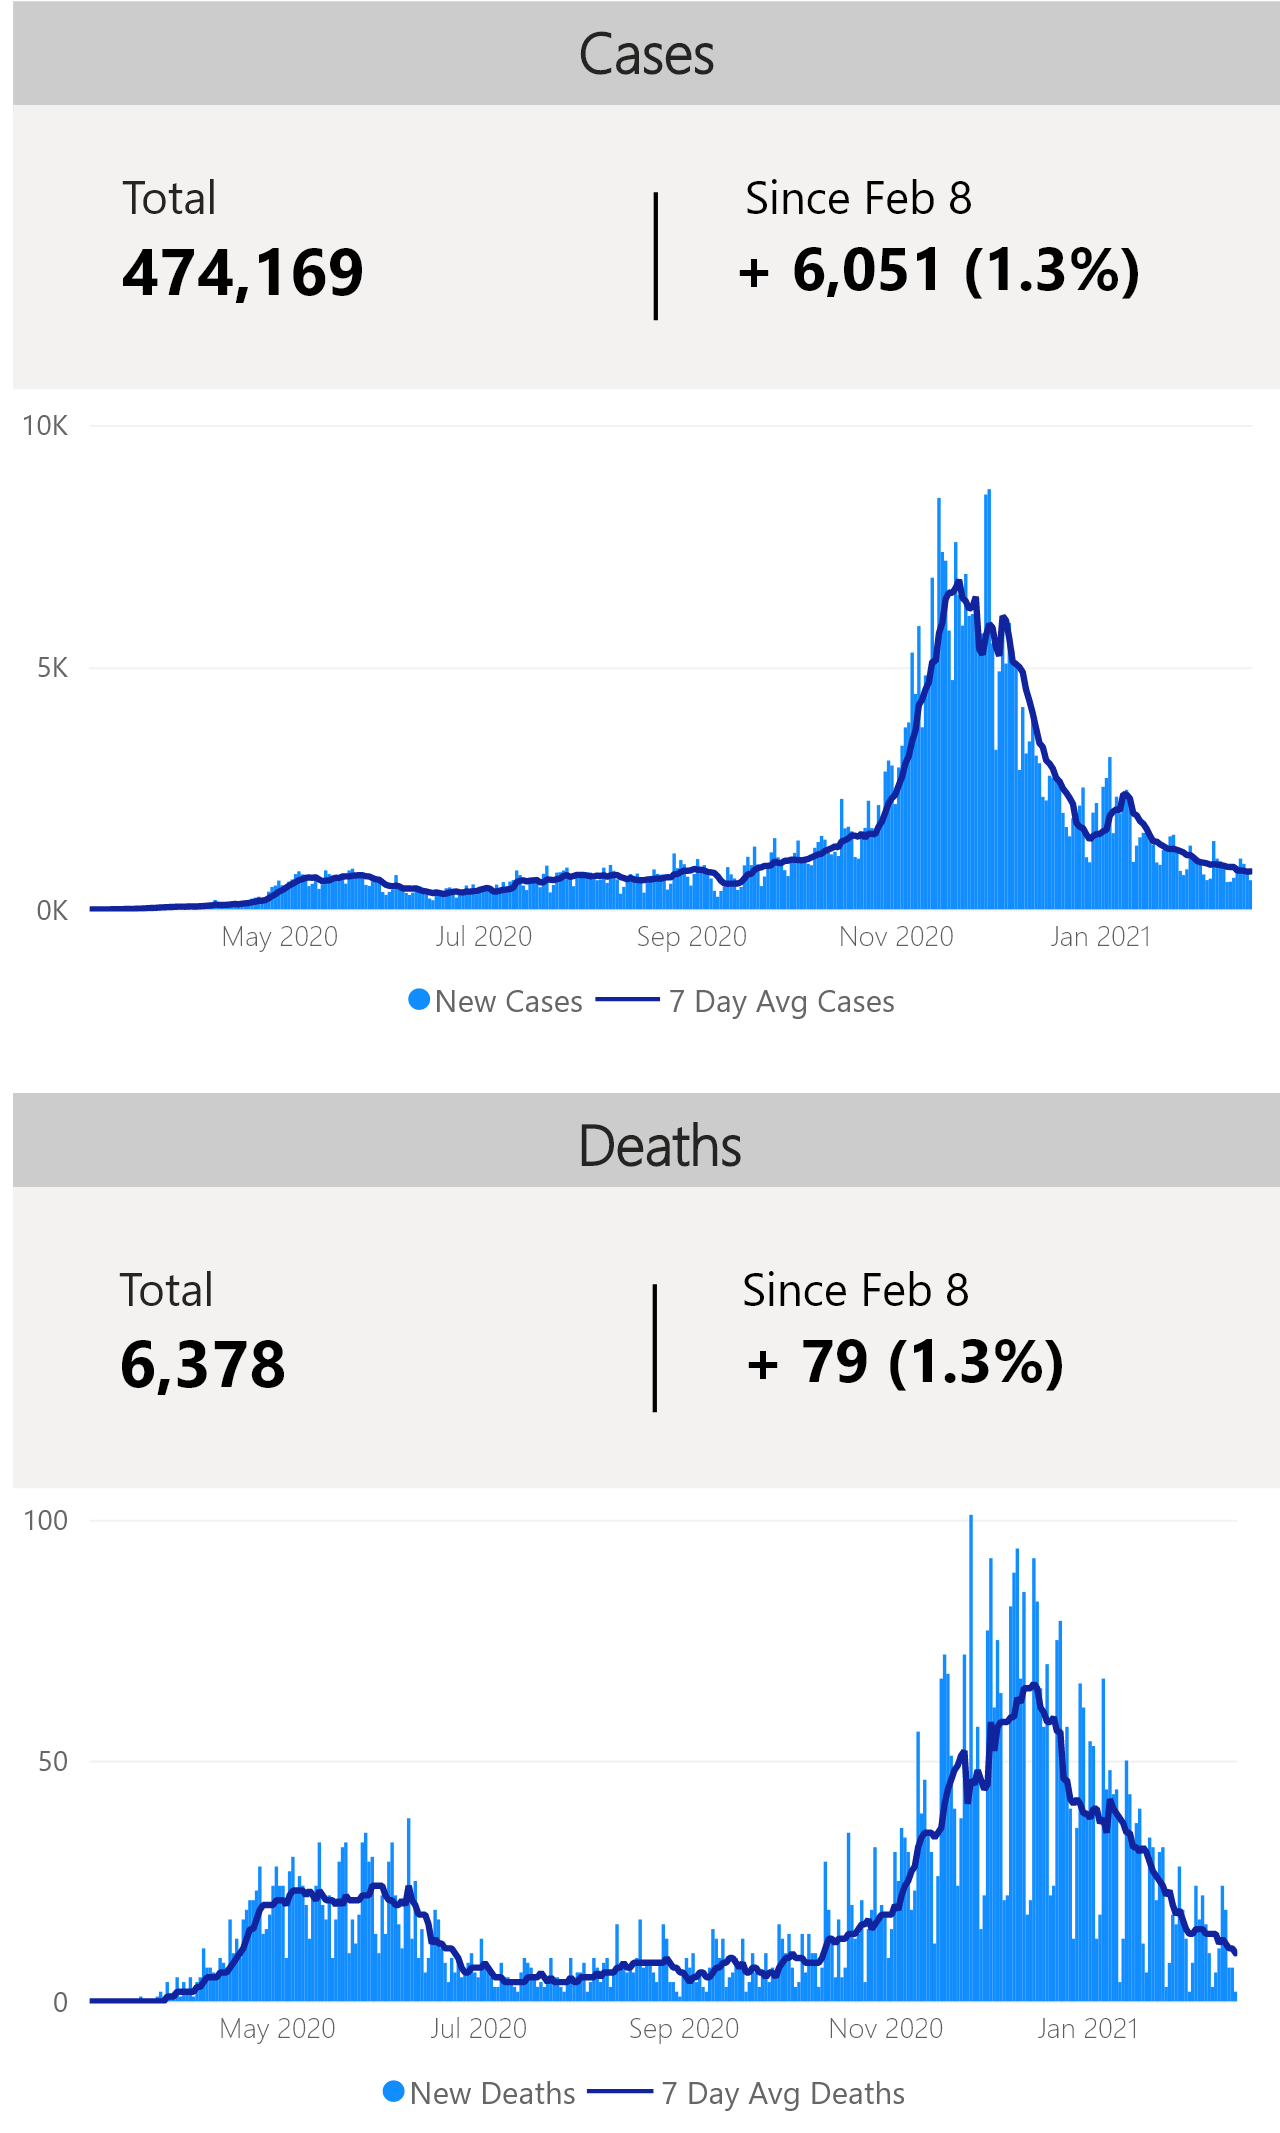 Cases
Total
Since Feb 8
474,169
+ 6,051 (1.3%)
10K
5K
0K
May 2020
Jul 2020
Sep 2020
Nov 2020
Jan 2021
New Cases
7 Day Avg Cases
Deaths
Total
Since Feb 8
6,378
+ 79 (1.3%)
100
50
0
May 2020
Jul 2020
Sep 2020
Nov 2020
Jan 2021
New Deaths
7 Day Avg Deaths